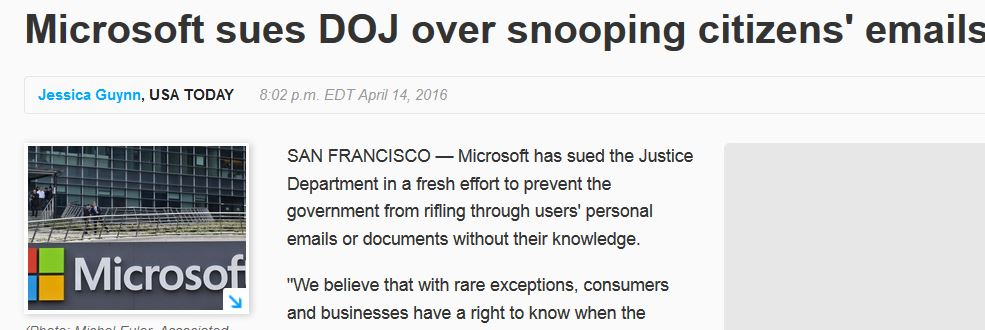 Microsoft sues DOJ over snooping citizens' emails
Jessica Guynn, USA TODAY 8:02 p.m. EDT April 14, 2016
Microsof
SAN FRANCISCO — Microsoft has sued the Justice
Department in a fresh effort to prevent the
government from rifling through users' personal
emails or documents without their knowledge.
"We believe that with rare exceptions, consumers
and businesses have a right to know when the
(Photo: Michel Euler, Associated